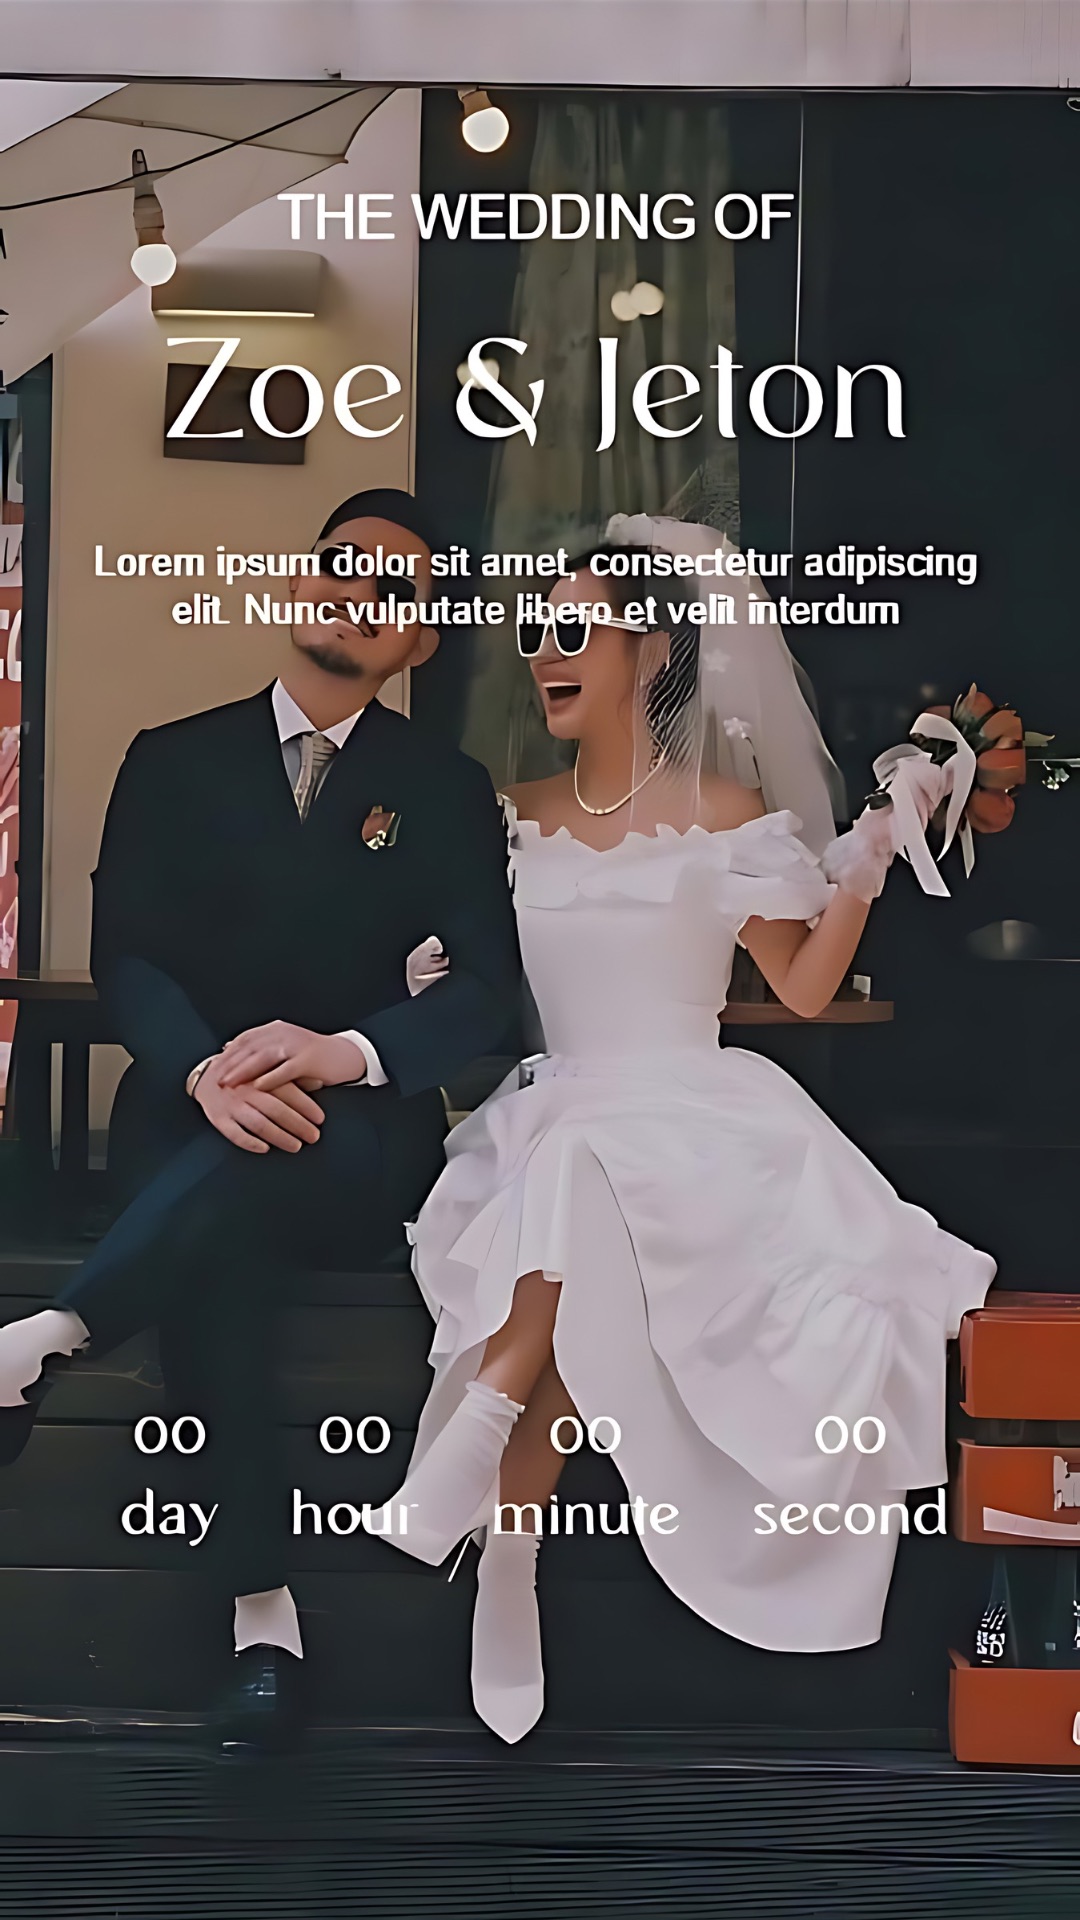 THE WEDDING OF
Zoe & Jeton
Lorem ipsum dolor sit amet, consectetur adipiscing
elit. Nunc vulputate libero et velit interdum
00 00 00 00
day hour minute second